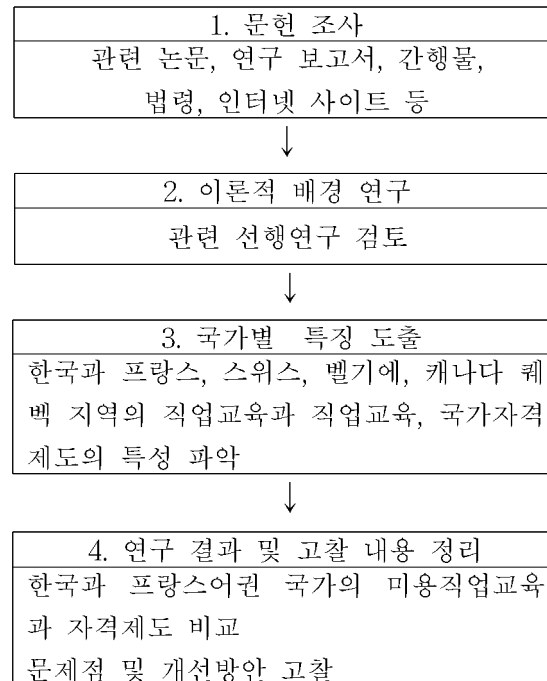 1. 문헌 조사
관련 논문, 연구 보고서, 간행물,
법령, 인터넷 사이트 등
↓
2. 이론적 배경 연구
관련 선행연구 검토
↓
3. 국가별 특징 도출
한국과 프랑스, 스위스, 벨기에, 캐나다 퀘
벡 지역의 직업교육과 직업교육, 국가자격
제도의 특성 파악
↓
4. 연구 결과 및 고찰 내용 정리
한국과 프랑스어권 국가의 미용직업교육
과 자격제도 비교
문제점 및 개선방안 고찰